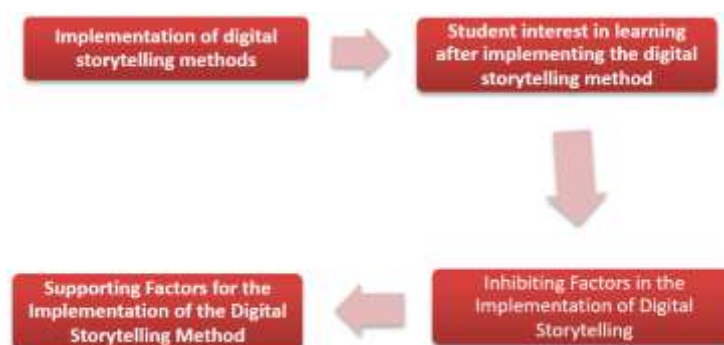 Implementation of digital
storytelling methods
Student interest in learning
after implementing the digital
storytelling method
Inhibiting Factors in the
Implementation of Digital
Storytelling
Supporting Factors for the
Implementation of the Digital
Storytelling Method